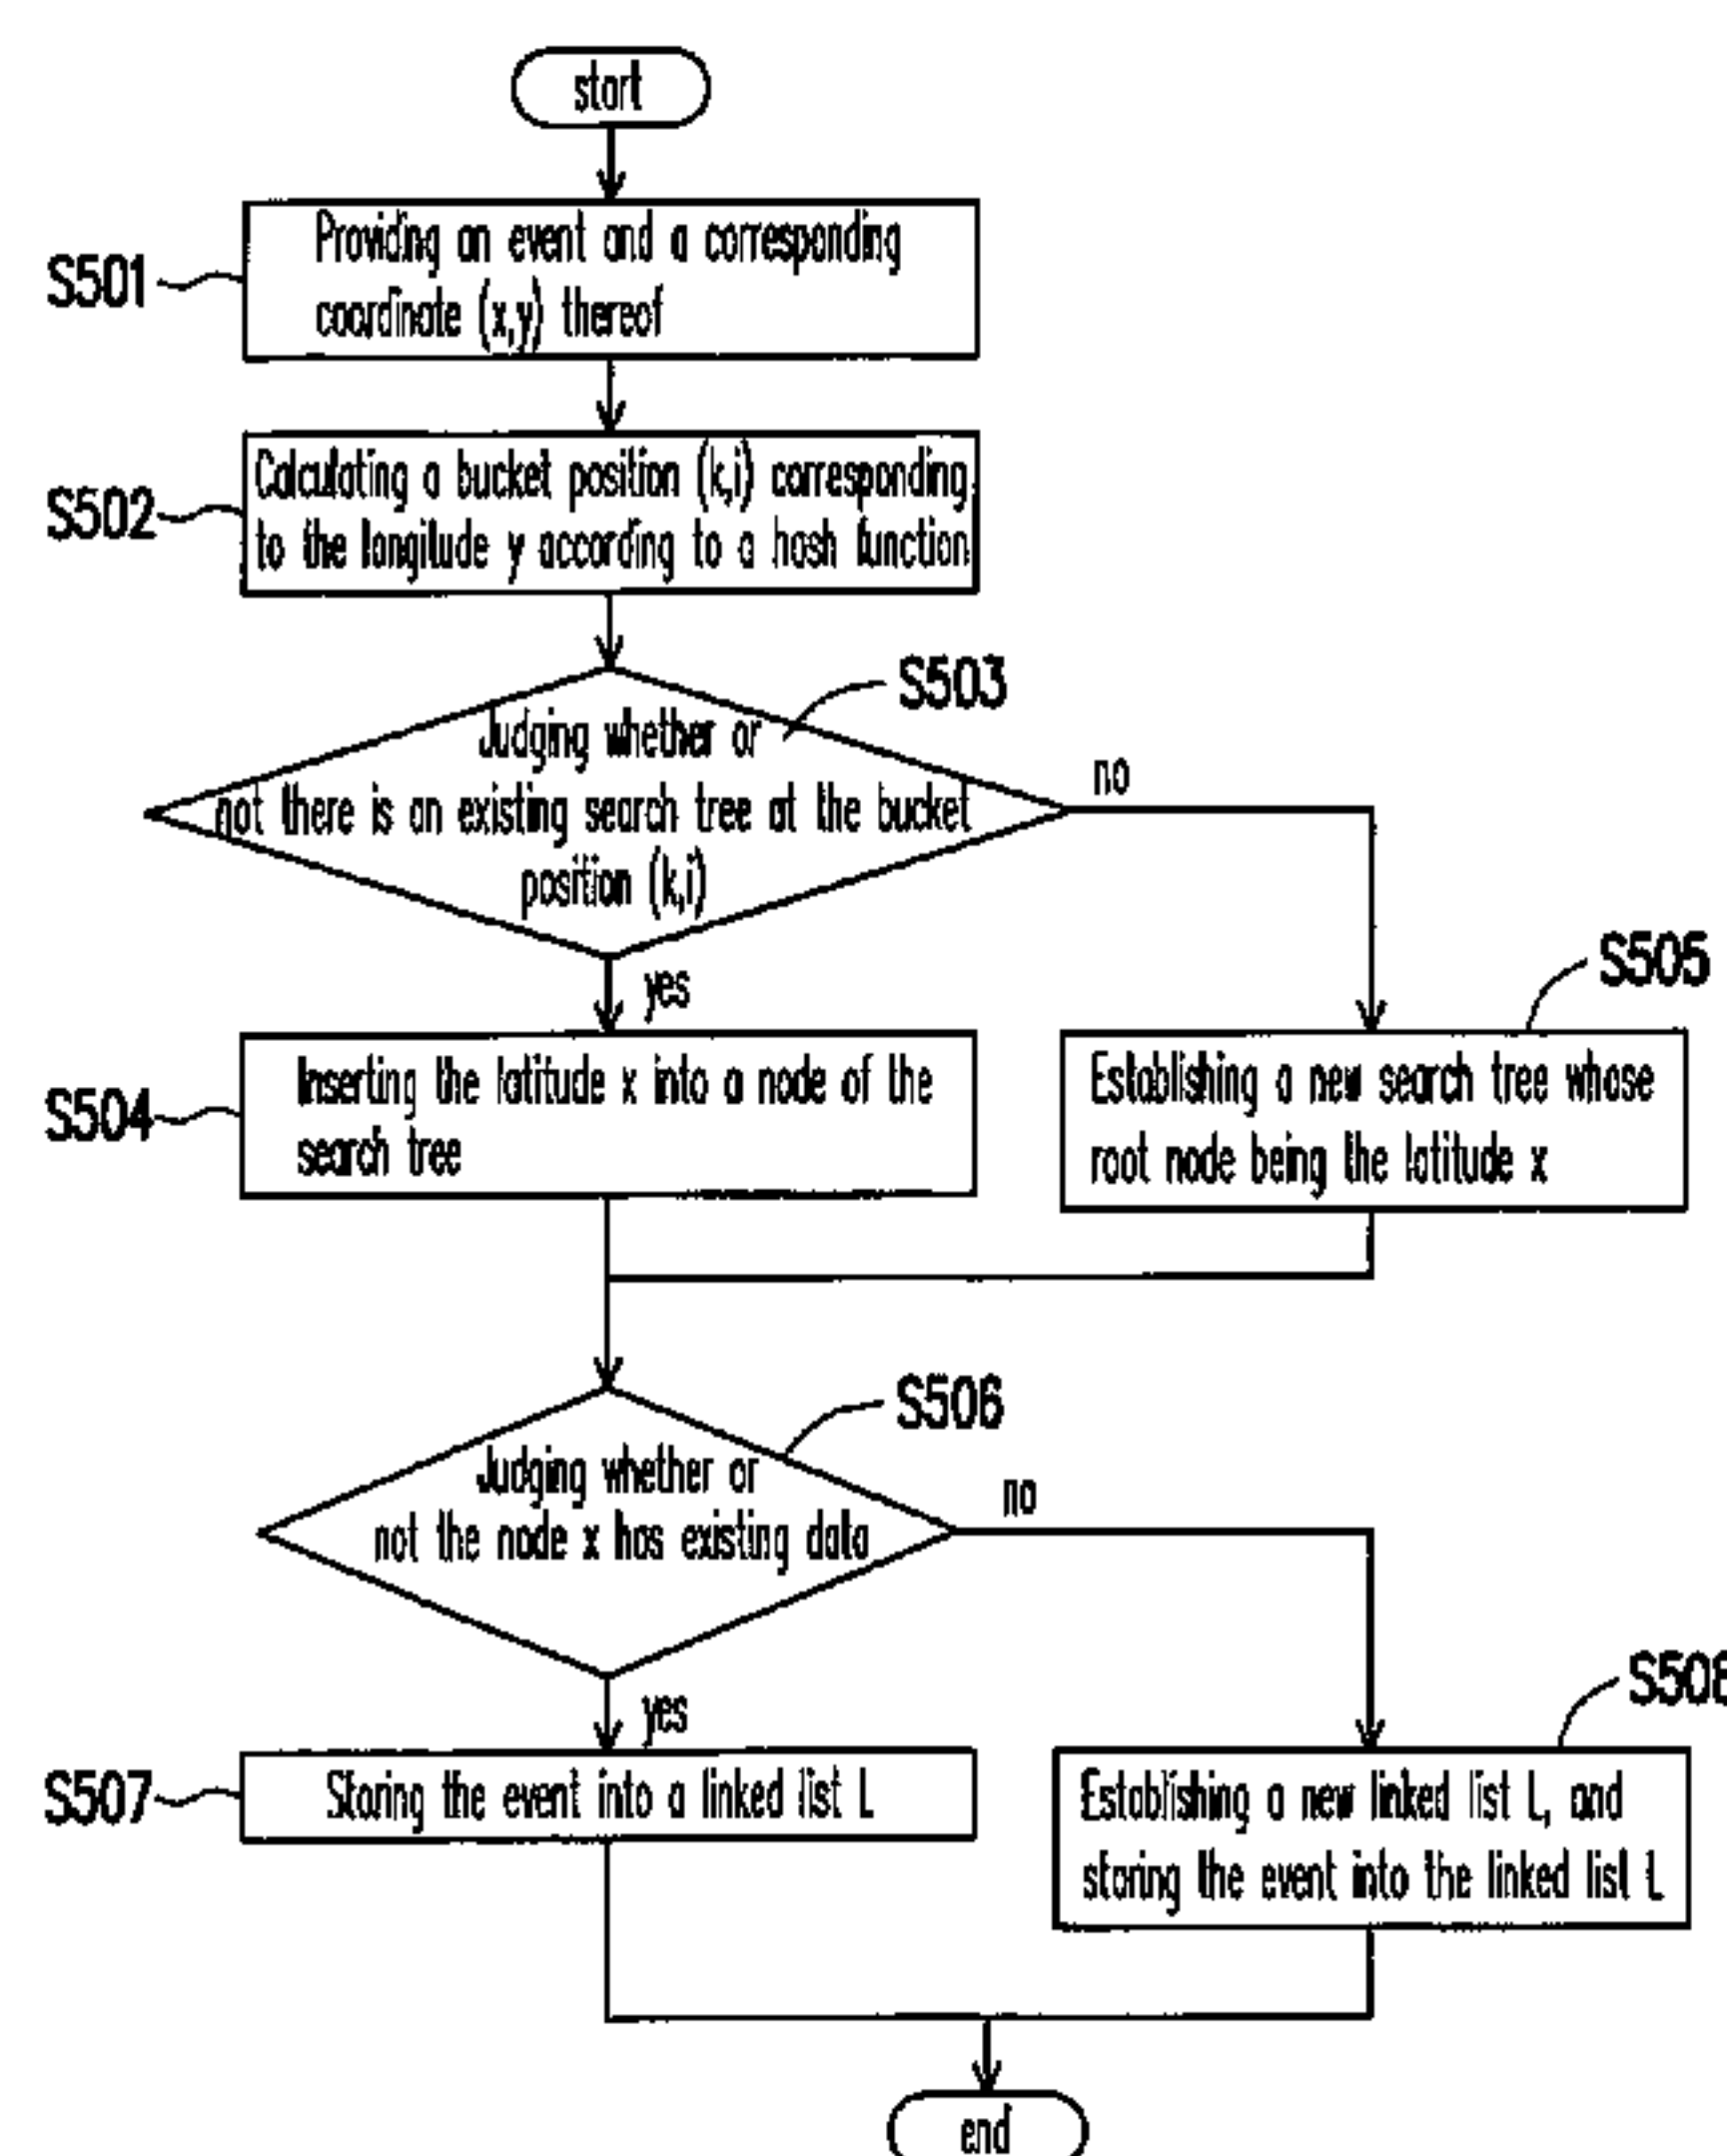 start
S501
Providing an event and a corresponding
coordinate (x,y) thereof
S502
Calculating a bucket position (k,i) corresponding
to the longitude y according to a hash function
S503
Judging whether or
not there is an existing search tree at the bucket
position (k,i)
no
yes
S504
Inserting the latitude x into a node of the
search tree
S505
Establishing a new search tree whose
root node being the latitude x
S506
Judging whether or
not the node x has existing data
no
yes
S507
Storing the event into a linked list L
S508
Establishing a new linked list L, and
storing the event into the linked list L
end